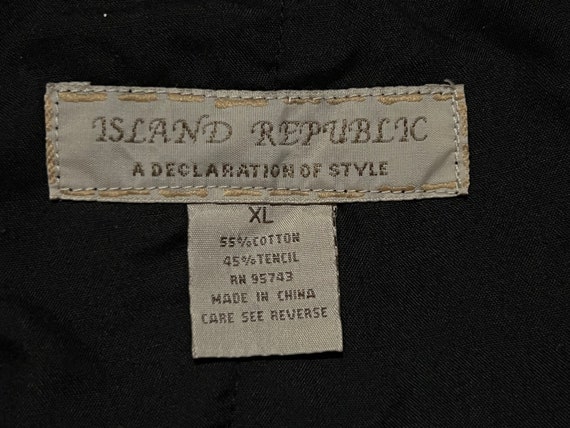 ISLAND REPUBLIC
A DECLARATION OF STYLE
XL
55% COTTON
45% TENCIL
RN 95743
MADE IN CHINA
CARE SEE REVERSE